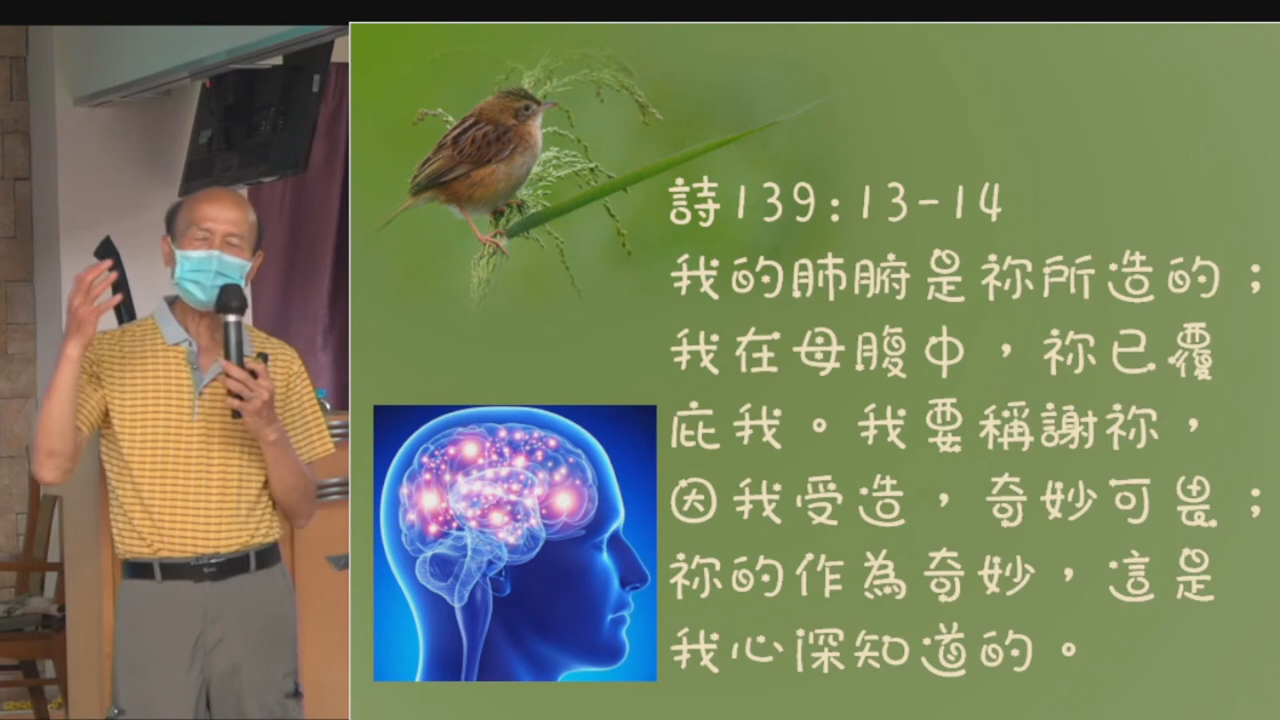 詩139:13-14
我的肺腑是祢所造的；
我在母腹中，祢已覆
庇我。我要稱謝祢，
因我受造，奇妙可畏；
祢的作為奇妙，這是
我心深知道的。